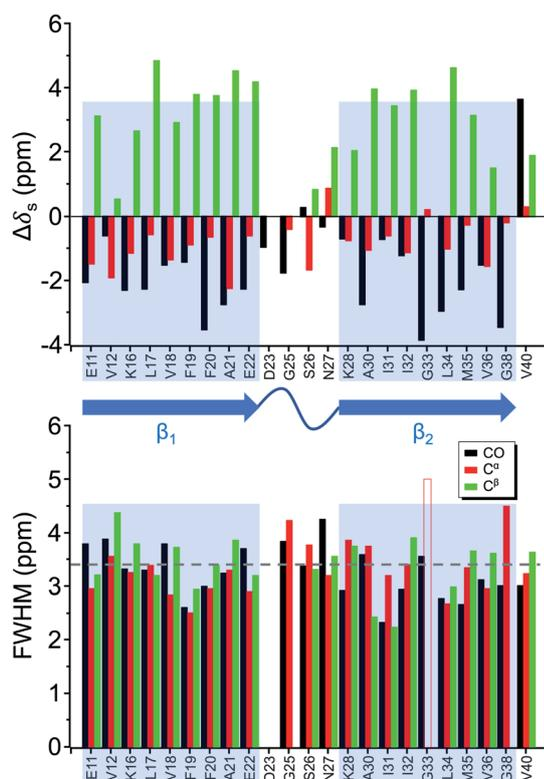 6
4
2
0
-2
-4
Δδs (ppm)
E11
V12
K16
L17
V18
F19
F20
A21
E22
D23
G25
S26
N27
K28
A30
I31
I32
G33
L34
M35
V36
G38
V40
β1
β2
6
5
4
3
2
1
0
FWHM (ppm)
CO
Cα
Cβ
E11
V12
K16
L17
V18
F19
F20
A21
E22
D23
G25
S26
N27
K28
A30
I31
I32
G33
L34
M35
V36
G38
V40